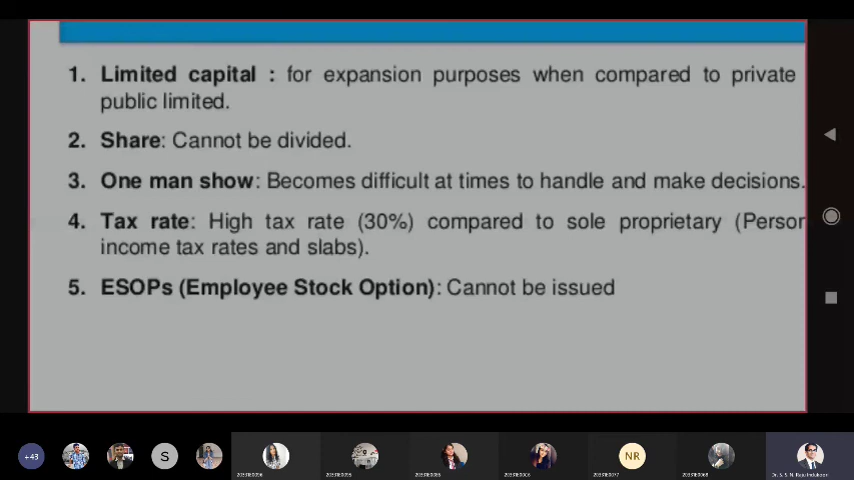 1. Limited capital : for expansion purposes when compared to private
public limited.
2. Share: Cannot be divided.
3. One man show: Becomes difficult at times to handle and make decisions.
4. Tax rate: High tax rate (30%) compared to sole proprietary (Person
income tax rates and slabs).
5. ESOPs (Employee Stock Option): Cannot be issued
+43
S
NR